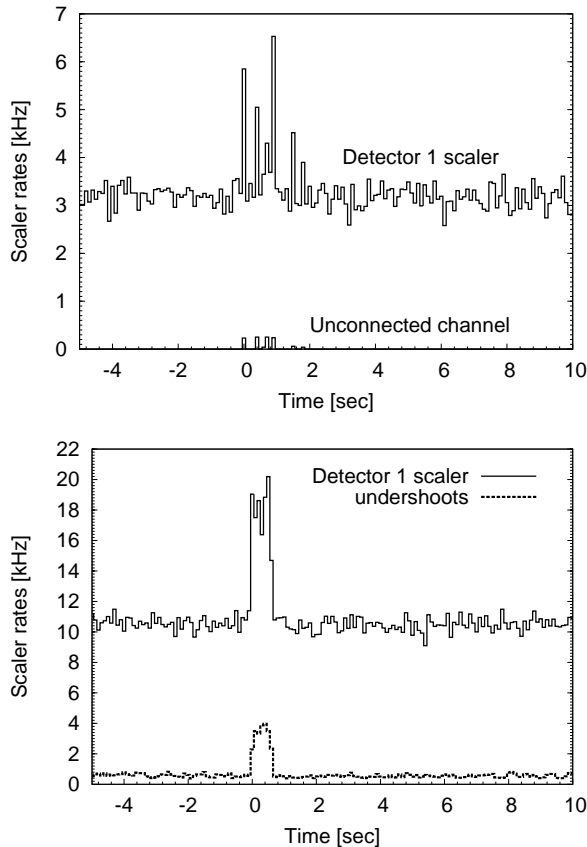 7
6
5
4
3
2
1
0
Scaler rates [kHz]
Detector 1 scaler
Unconnected channel
-4 -2 0 2 4 6 8 10
Time [sec]
22
20
18
16
14
12
10
8
6
4
2
0
Scaler rates [kHz]
Detector 1 scaler
undershoots
-4 -2 0 2 4 6 8 10
Time [sec]